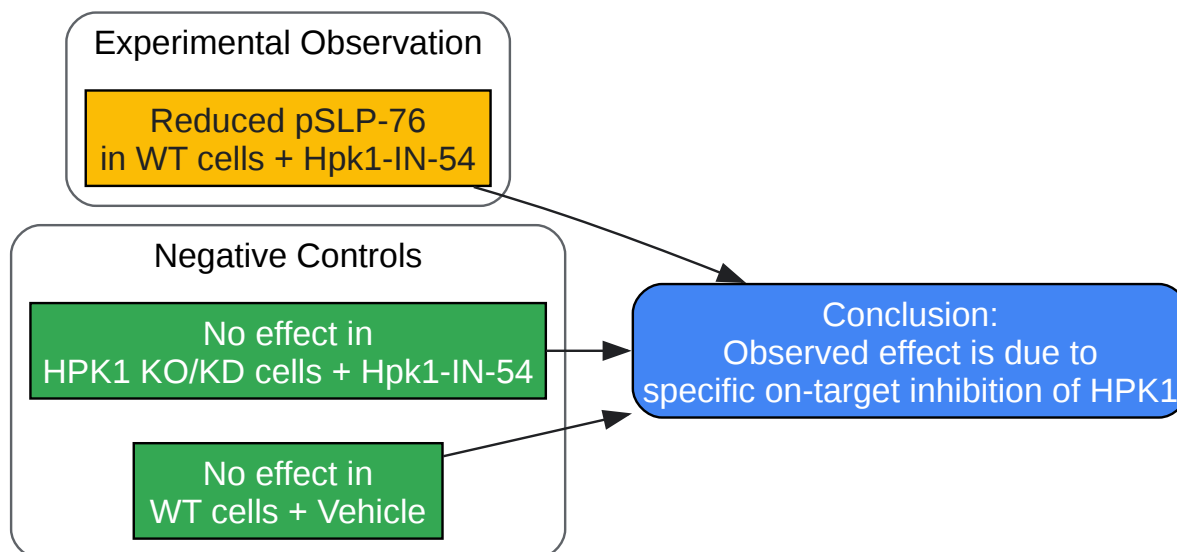 Experimental Observation
Reduced pSLP-76
in WT cells + Hpk1-IN-54
Negative Controls
No effect in
HPK1 KO/KD cells + Hpk1-IN-54
No effect in
WT cells + Vehicle
Conclusion:
Observed effect is due to
specific on-target inhibition of HPK1